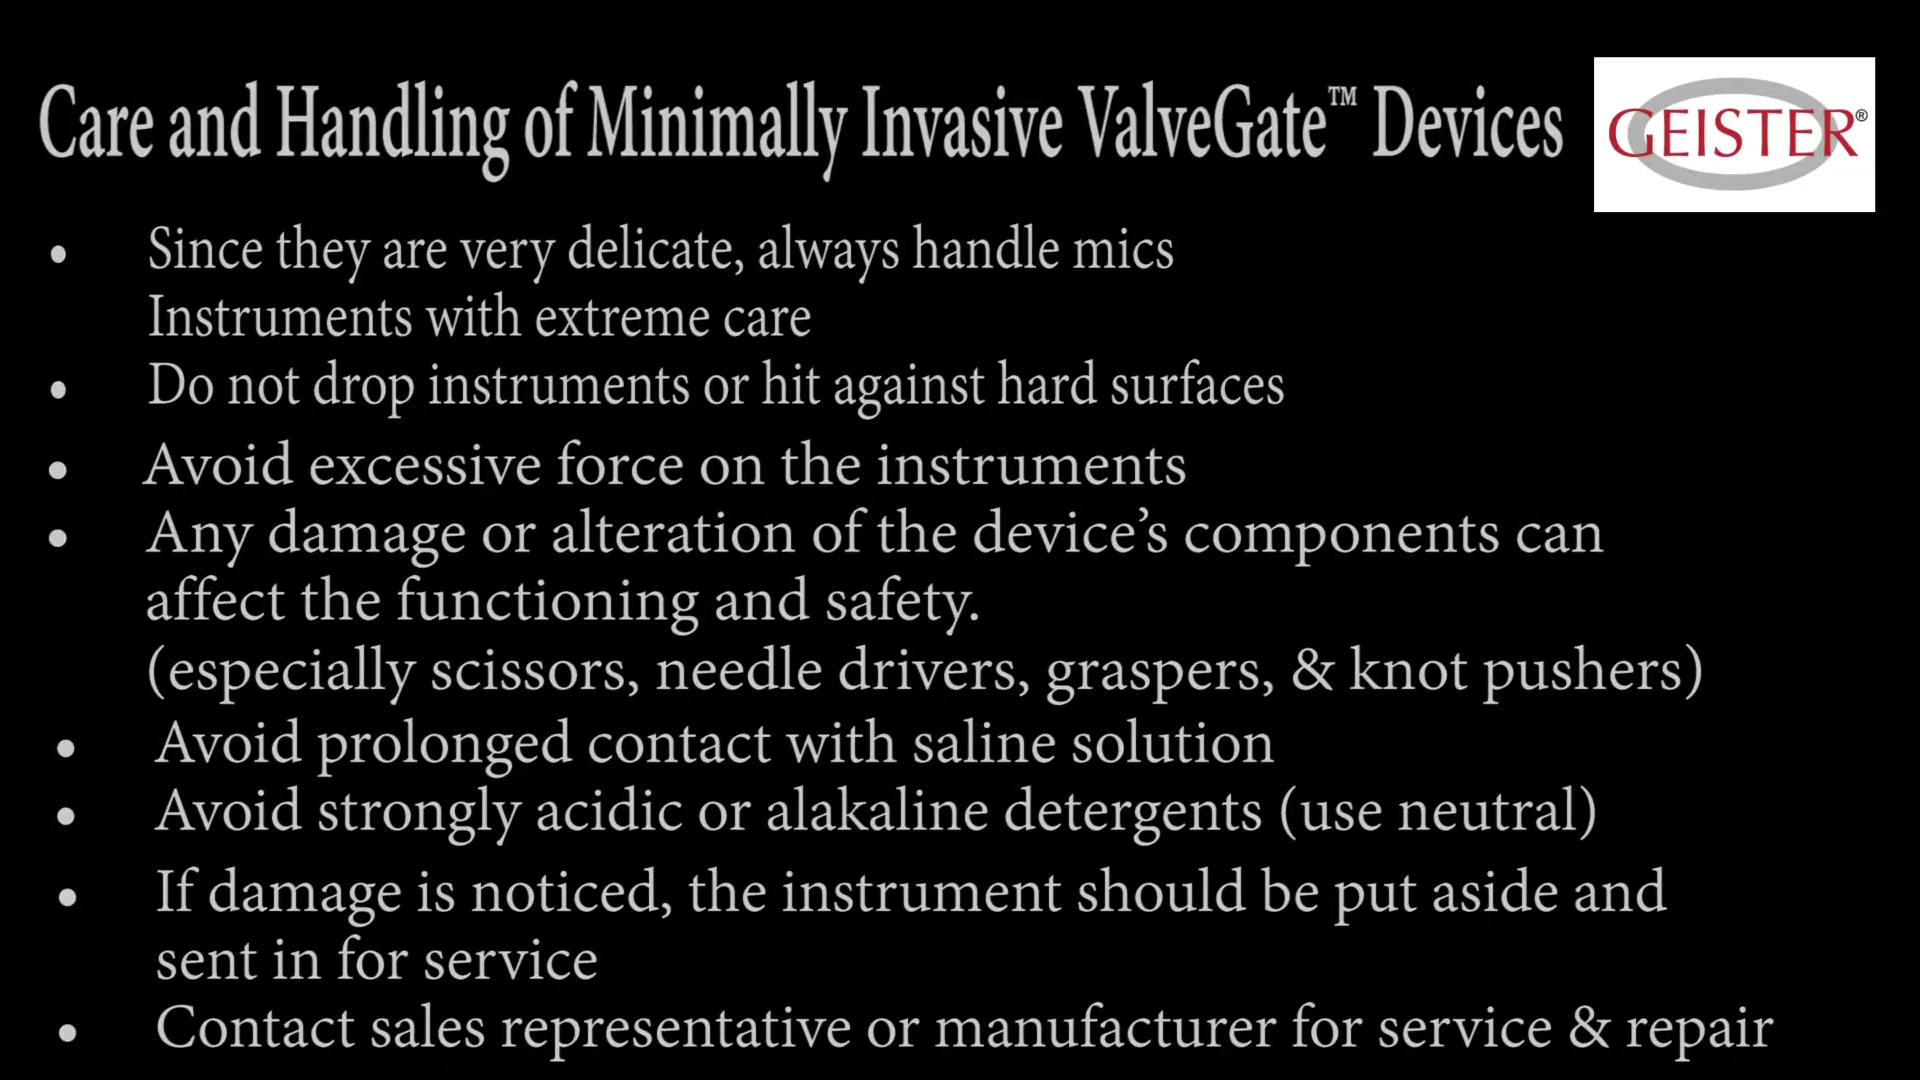 Care and Handling of Minimally Invasive ValveGate™ Devices
GEISTER®
• Since they are very delicate, always handle mics
Instruments with extreme care
• Do not drop instruments or hit against hard surfaces
• Avoid excessive force on the instruments
• Any damage or alteration of the device’s components can
affect the functioning and safety.
(especially scissors, needle drivers, graspers, & knot pushers)
• Avoid prolonged contact with saline solution
• Avoid strongly acidic or alakaline detergents (use neutral)
• If damage is noticed, the instrument should be put aside and
sent in for service
• Contact sales representative or manufacturer for service & repair